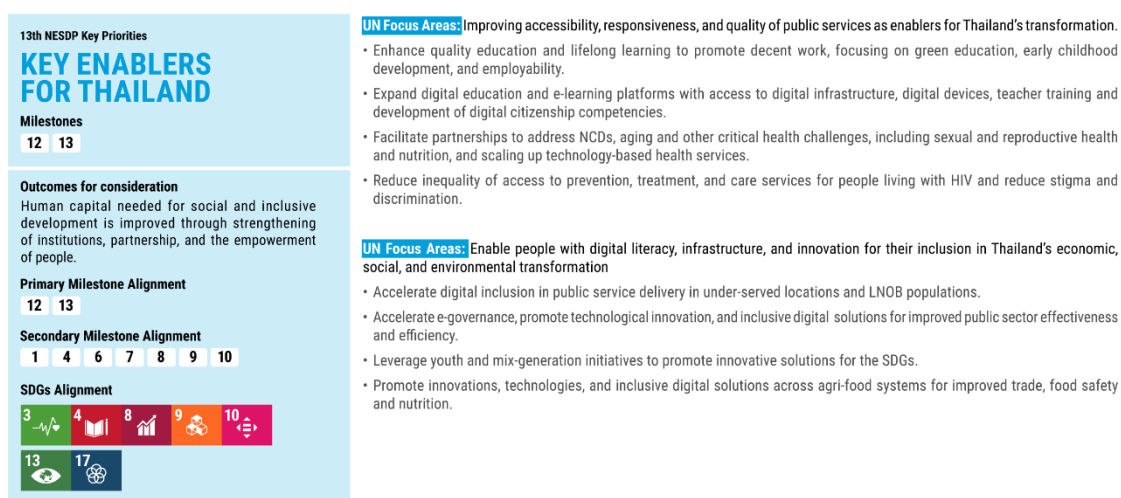 13th NESDP Key Priorities
KEY ENABLERS
FOR THAILAND
Milestones
12 13
Outcomes for consideration
Human capital needed for social and inclusive
development is improved through strengthening
of institutions, partnership, and the empowerment
of people.
Primary Milestone Alignment
12 13
Secondary Milestone Alignment
1 4 6 7 8 9 10
SDGs Alignment
3 4 8 9 10
13 17
UN Focus Areas: Improving accessibility, responsiveness, and quality of public services as enablers for Thailand's transformation.
• Enhance quality education and lifelong learning to promote decent work, focusing on green education, early childhood
development, and employability.
• Expand digital education and e-learning platforms with access to digital infrastructure, digital devices, teacher training and
development of digital citizenship competencies.
• Facilitate partnerships to address NCDs, aging and other critical health challenges, including sexual and reproductive health
and nutrition, and scaling up technology-based health services.
• Reduce inequality of access to prevention, treatment, and care services for people living with HIV and reduce stigma and
discrimination.
UN Focus Areas: Enable people with digital literacy, infrastructure, and innovation for their inclusion in Thailand's economic,
social, and environmental transformation
• Accelerate digital inclusion in public service delivery in under-served locations and LNOB populations.
• Accelerate e-governance, promote technological innovation, and inclusive digital solutions for improved public sector effectiveness
and efficiency.
• Leverage youth and mix-generation initiatives to promote innovative solutions for the SDGs.
• Promote innovations, technologies, and inclusive digital solutions across agri-food systems for improved trade, food safety
and nutrition.